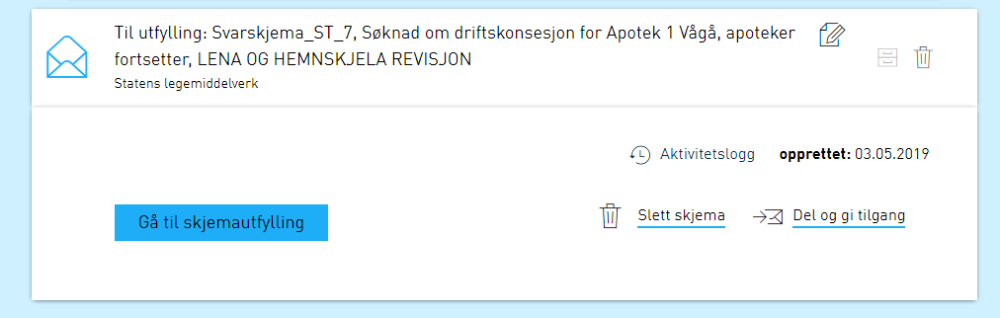 Til utfylling: Svarskjema_ST_7, Søknad om driftskonsesjon for Apotek 1 Vågå, apoteker
fortsetter, LENA OG HEMNSKJELA REVISJON
Statens legemiddelverk
Aktivitetslogg opprettet: 03.05.2019
Gå til skjemautfylling Slett skjema Del og gi tilgang